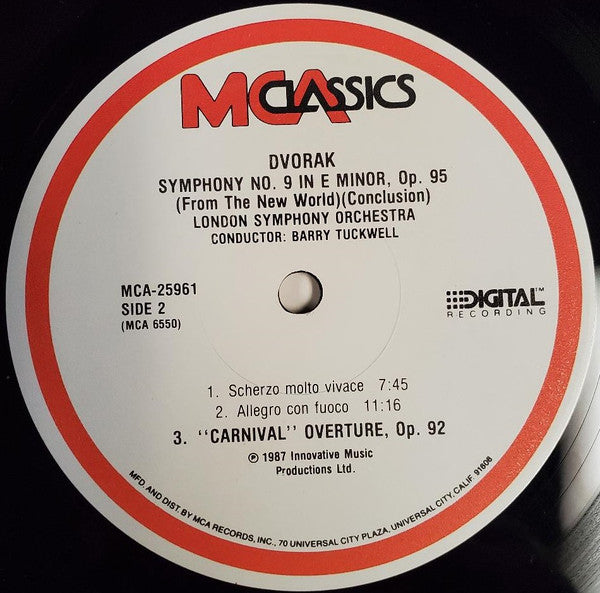 MCA CLASSICS
DVORAK
SYMPHONY NO. 9 IN E MINOR, Op. 95
(From The New World)(Conclusion)
LONDON SYMPHONY ORCHESTRA
CONDUCTOR: BARRY TUCKWELL
MCA-25961
SIDE 2
(MCA 6550)
DIGITAL™
RECORDING
1. Scherzo molto vivace 7:45
2. Allegro con fuoco 11:16
3. "CARNIVAL" OVERTURE, Op. 92
℗ 1987 Innovative Music
Productions Ltd.
MFD. AND DIST. BY MCA RECORDS, INC., 70 UNIVERSAL CITY PLAZA, UNIVERSAL CITY, CALIF. 91608